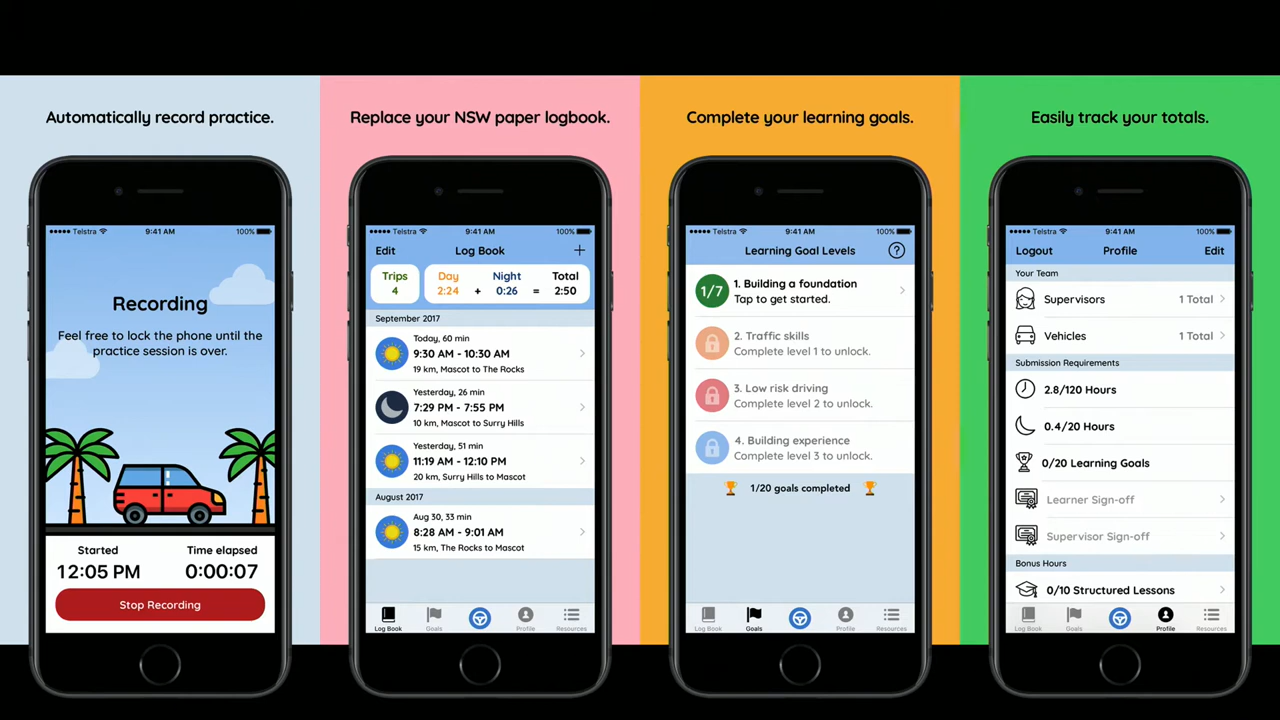 Automatically record practice.
Telstra
9:41 AM
100%
Recording
Feel free to lock the phone until the
practice session is over.
Started
Time elapsed
12:05 PM
0:00:07
Stop Recording
Replace your NSW paper logbook.
Telstra
9:41 AM
100%
Edit
Log Book
+
Trips
Day
Night
Total
4
2:24
+
0:26
=
2:50
September 2017
Today, 60 min
9:30 AM - 10:30 AM
19 km, Mascot to The Rocks
Yesterday, 26 min
7:29 PM - 7:55 PM
10 km, Mascot to Surry Hills
Yesterday, 51 min
11:19 AM - 12:10 PM
20 km, Surry Hills to Mascot
August 2017
Aug 30, 33 min
8:28 AM - 9:01 AM
15 km, The Rocks to Mascot
Log Book
Goals
Profile
Resources
Complete your learning goals.
Telstra
9:41 AM
100%
Learning Goal Levels
?
1/7
1. Building a foundation
Tap to get started.
2. Traffic skills
Complete level 1 to unlock.
3. Low risk driving
Complete level 2 to unlock.
4. Building experience
Complete level 3 to unlock.
1/20 goals completed
Log Book
Goals
Profile
Resources
Easily track your totals.
Telstra
9:41 AM
100%
Logout
Profile
Edit
Your Team
Supervisors
1 Total
Vehicles
1 Total
Submission Requirements
2.8/120 Hours
0.4/20 Hours
0/20 Learning Goals
Learner Sign-off
Supervisor Sign-off
Bonus Hours
0/10 Structured Lessons
Log Book
Goals
Profile
Resources